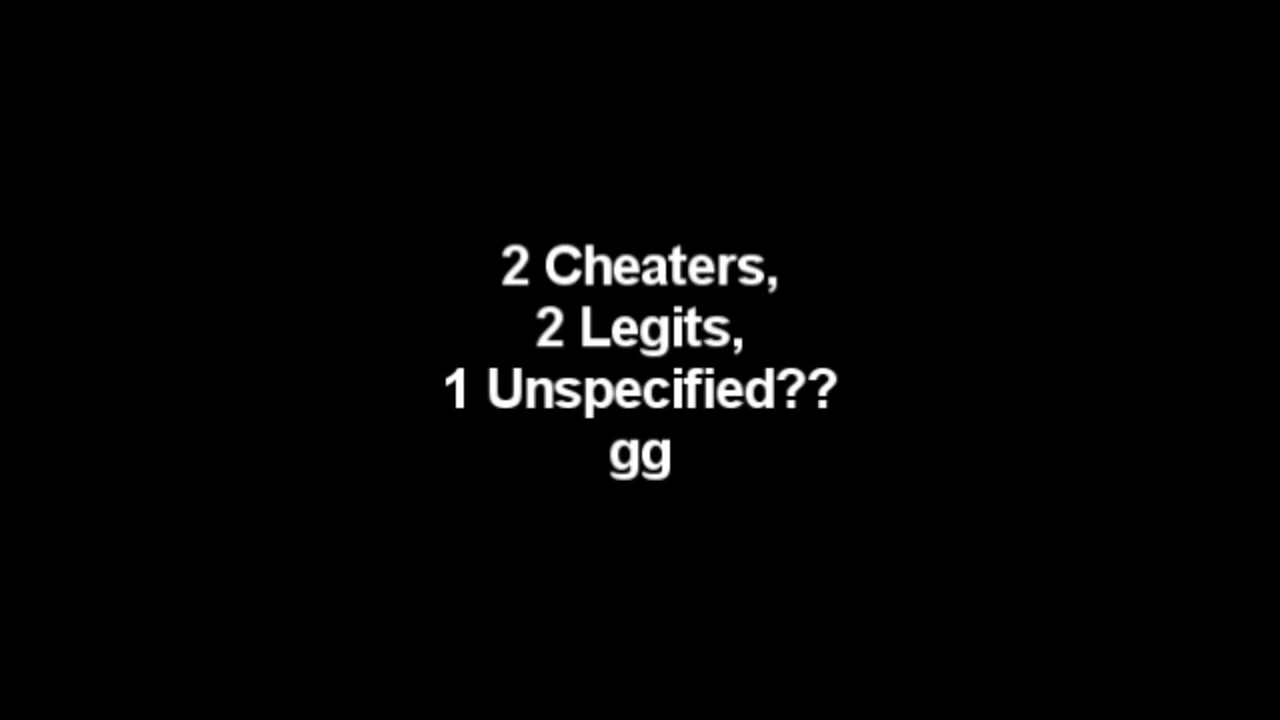 2 Cheaters,
2 Legits,
1 Unspecified??
gg